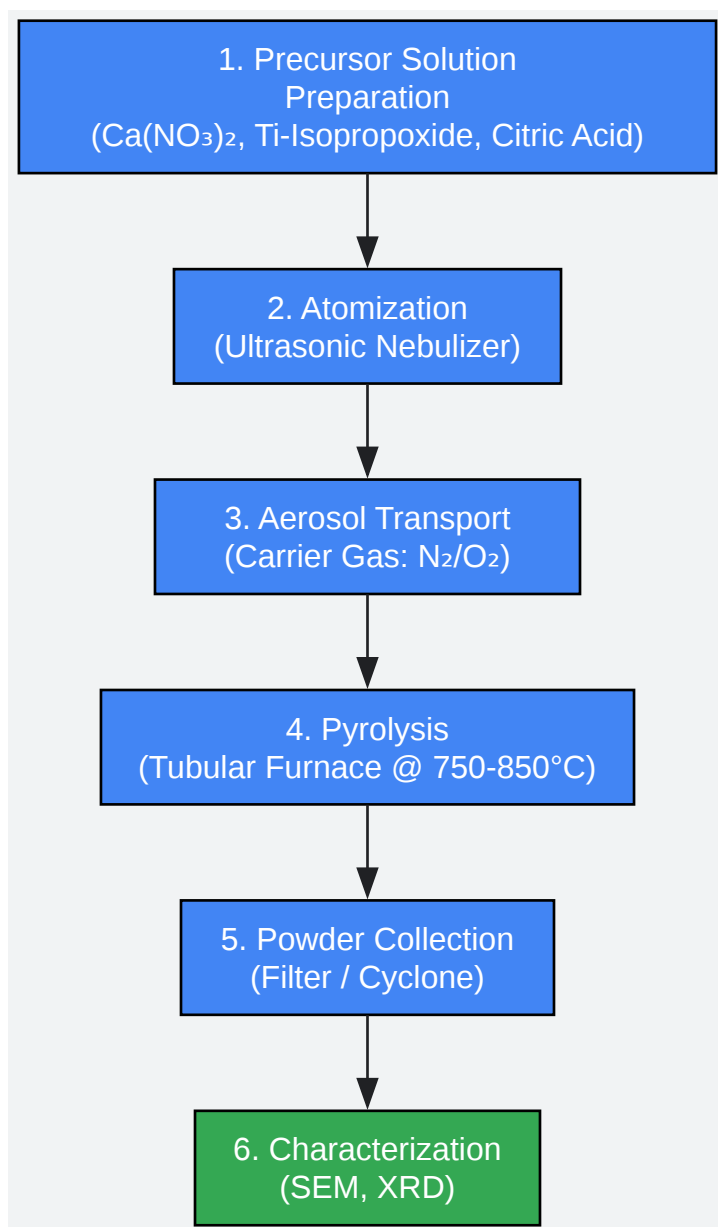 1. Precursor Solution
Preparation
(Ca(NO₃)₂, Ti-Isopropoxide, Citric Acid)
2. Atomization
(Ultrasonic Nebulizer)
3. Aerosol Transport
(Carrier Gas: N₂/O₂)
4. Pyrolysis
(Tubular Furnace @ 750-850°C)
5. Powder Collection
(Filter / Cyclone)
6. Characterization
(SEM, XRD)